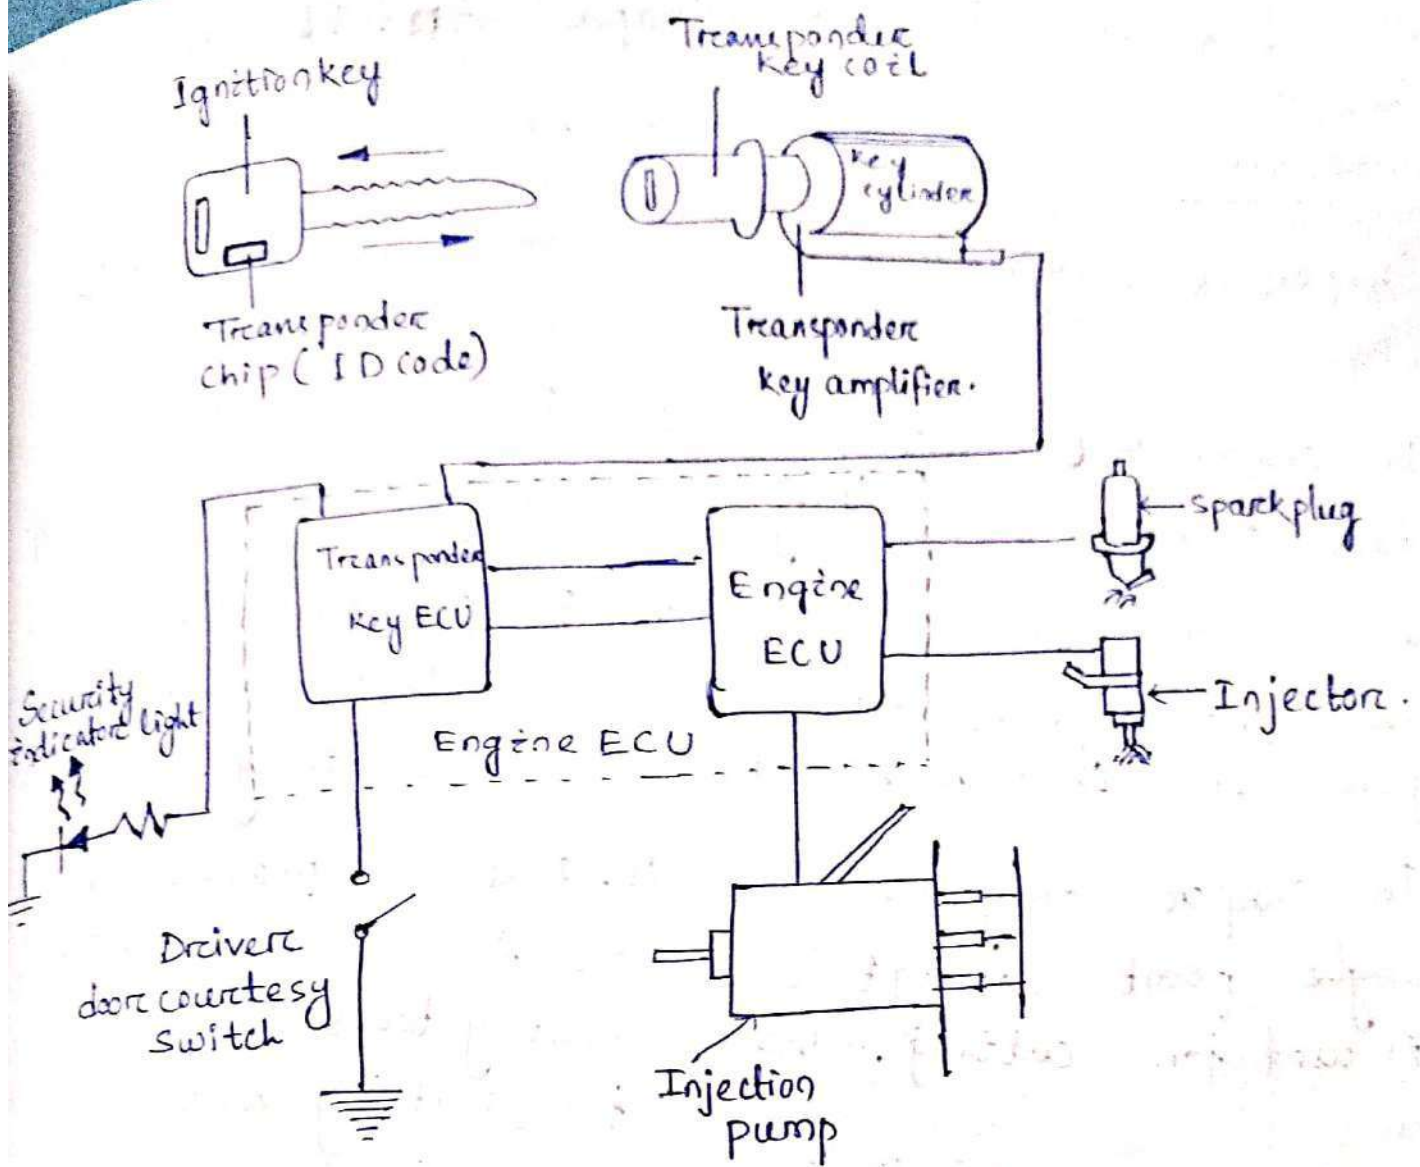 Ignition key
Transponder
key coil
key
cylinder
Transponder
chip ( ID code)
Transponder
key amplifier.
Transponder
key ECU
Engine
ECU
Engine ECU
Spark plug
Injector.
Security
indicator light
Driver
door courtesy
switch
Injection
pump